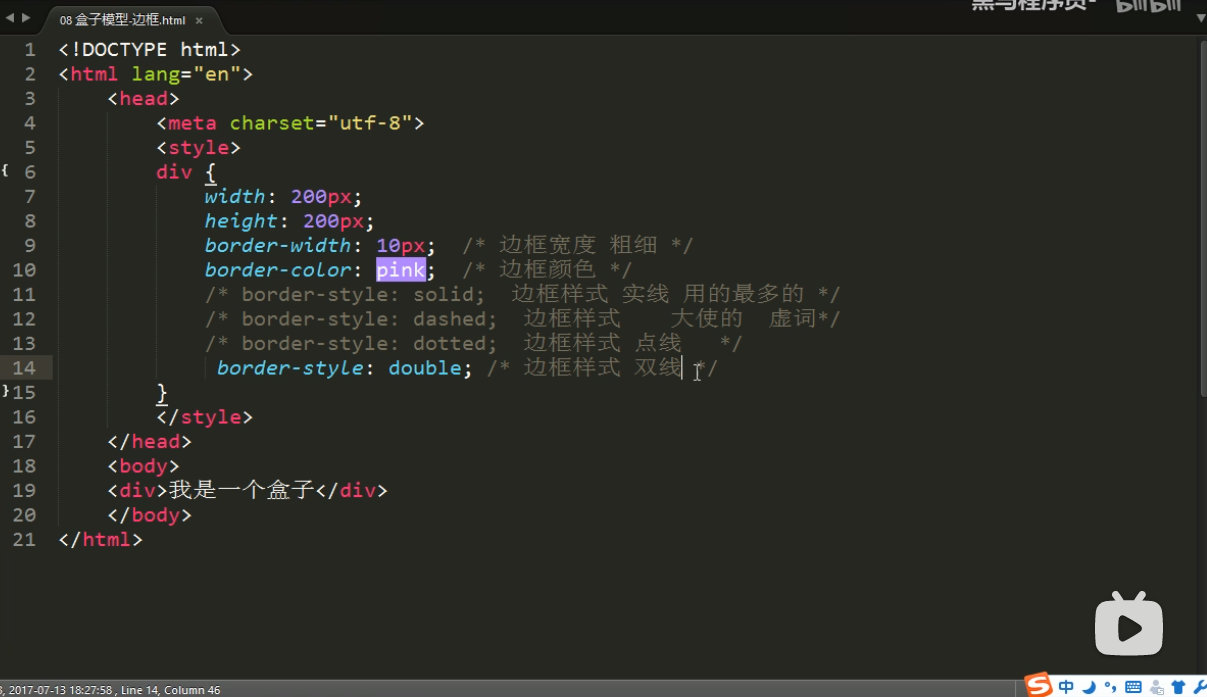 黑马程序员- bilibili
08 盒子模型-边框.html ×
1 <!DOCTYPE html>
2 <html lang="en">
3 <head>
4 <meta charset="utf-8">
5 <style>
{ 6 div {
7 width: 200px;
8 height: 200px;
9 border-width: 10px; /* 边框宽度 粗细 */
10 border-color: pink; /* 边框颜色 */
11 /* border-style: solid; 边框样式 实线 用的最多的 */
12 /* border-style: dashed; 边框样式 大使的 虚词*/
13 /* border-style: dotted; 边框样式 点线 */
14 border-style: double; /* 边框样式 双线 */
}15 }
16 </style>
17 </head>
18 <body>
19 <div>我是一个盒子</div>
20 </body>
21 </html>
, 2017-07-13 18:27:58 , Line 14, Column 46
S 中